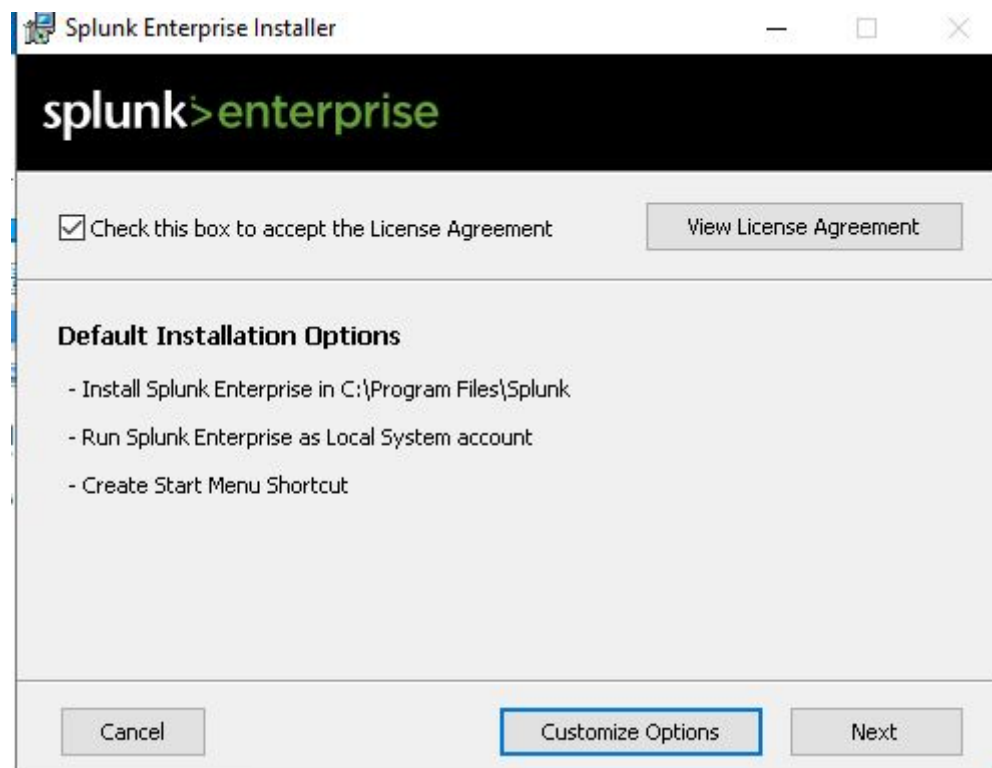 Splunk Enterprise Installer
splunk>enterprise
Check this box to accept the License Agreement
View License Agreement
Default Installation Options
- Install Splunk Enterprise in C:\Program Files\Splunk
- Run Splunk Enterprise as Local System account
- Create Start Menu Shortcut
Cancel
Customize Options
Next